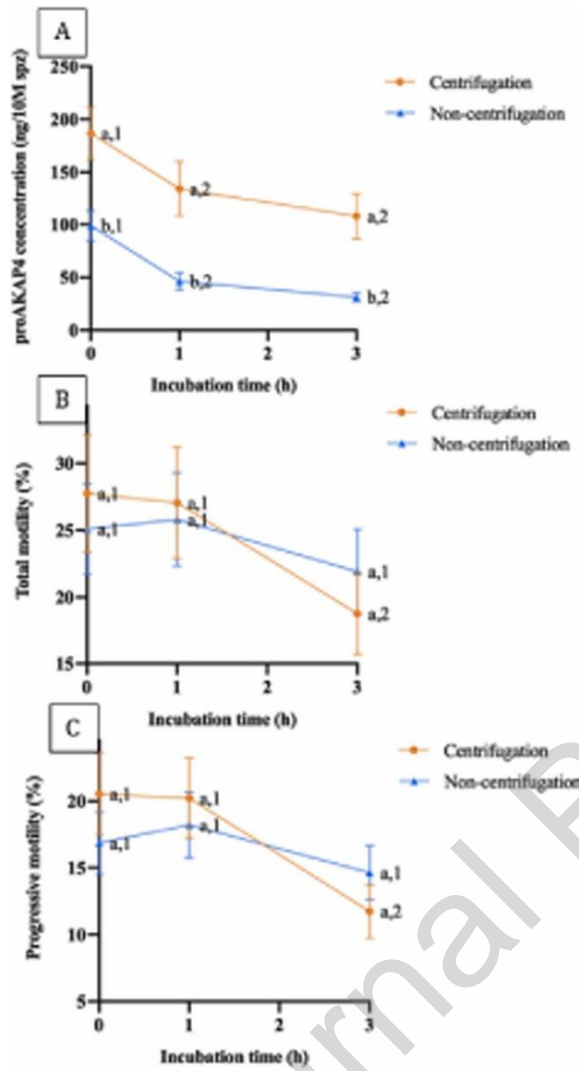 A
proAKAP4 concentration (ng/10M spz)
250
200
150
100
50
0
a,1
a,2
a,2
b,1
b,2
b,2
0
1
2
3
Incubation time (h)
Centrifugation
Non-centrifugation
B
Total motility (%)
30
25
20
15
a,1
a,1
a,1
a,1
a,1
a,2
0
1
2
3
Incubation time (h)
Centrifugation
Non-centrifugation
C
Progressive motility (%)
20
15
10
5
a,1
a,1
a,1
a,1
a,1
a,2
0
1
2
3
Incubation time (h)
Centrifugation
Non-centrifugation